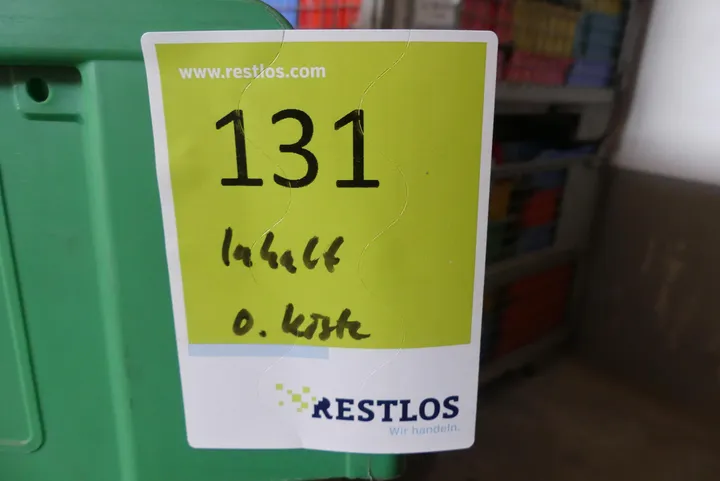 www.restlos.com
131
Inhalt
o. Kiste
RESTLOS
Wir handeln.